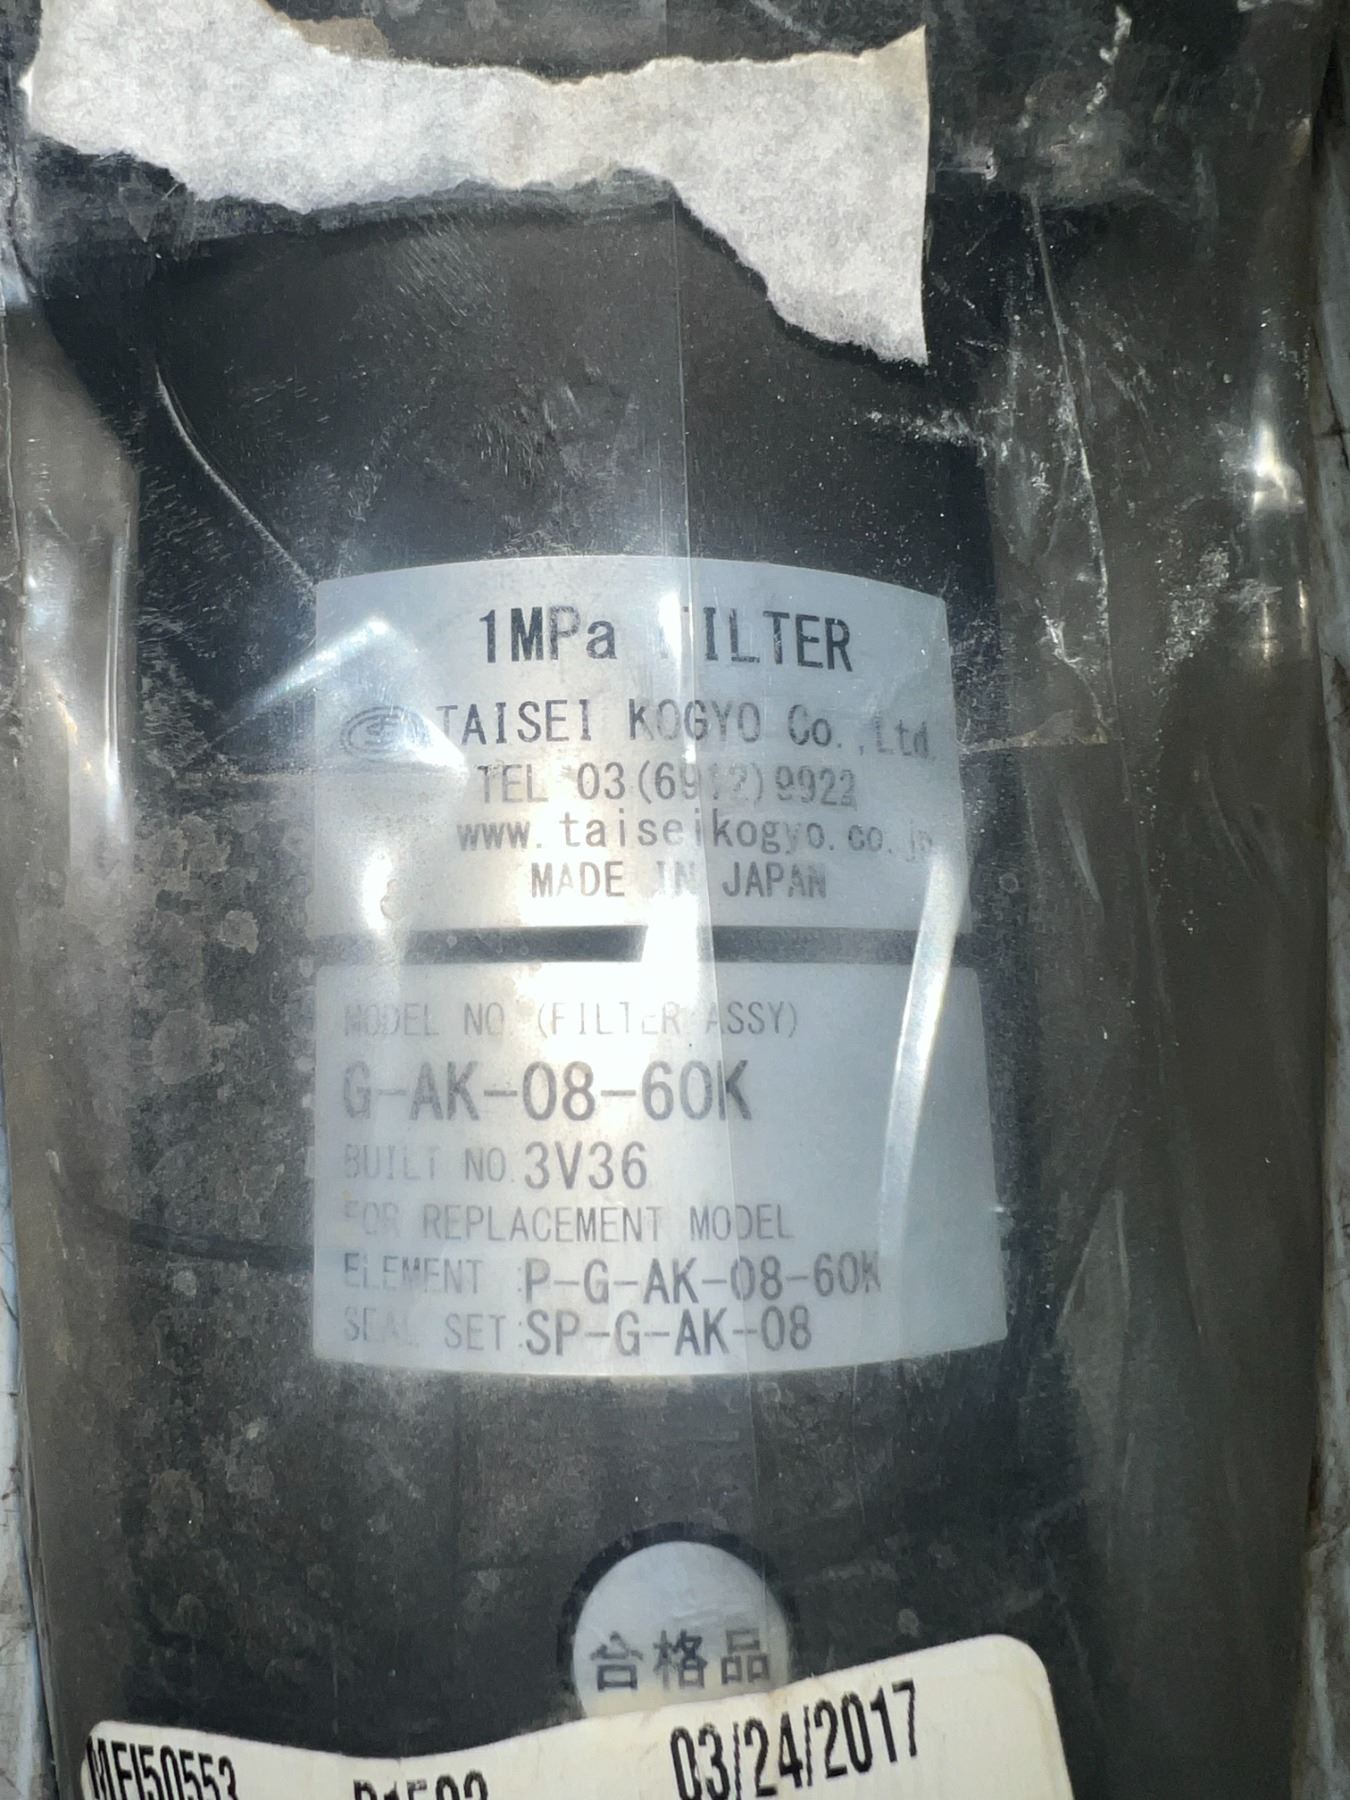 1MPa FILTER
TAISEI KOGYO Co.,Ltd.
TEL 03(6912)9922
www.taiseikogyo.co.jp
MADE IN JAPAN
MODEL NO. (FILTER ASSY)
G-AK-08-60K
BUILT NO.3V36
FOR REPLACEMENT MODEL
ELEMENT :P-G-AK-08-60K
SEAL SET:SP-G-AK-08
合格品
03/24/2017